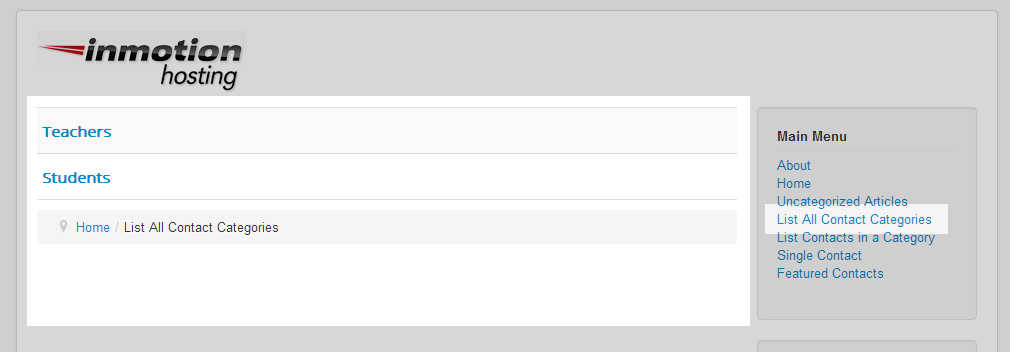 inmotion
hosting
Teachers
Students
Home / List All Contact Categories
Main Menu
About
Home
Uncategorized Articles
List All Contact Categories
List Contacts in a Category
Single Contact
Featured Contacts